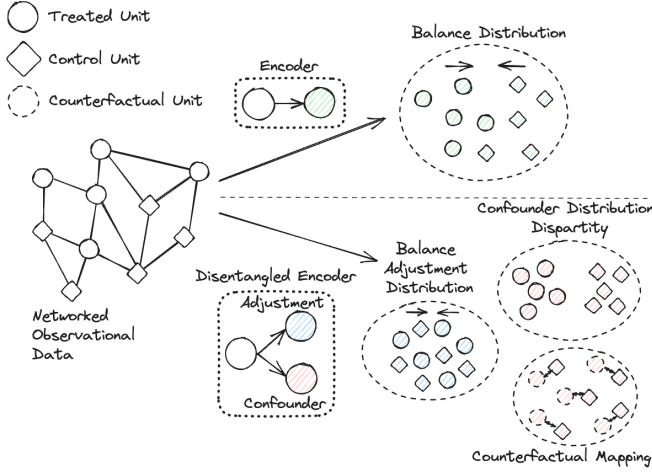 Treated Unit
Control Unit
Counterfactual Unit
Encoder
Balance Distribution
Networked
Observational
Data
Disentangled Encoder
Adjustment
Confounder
Balance
Adjustment
Distribution
Confounder Distribution
Dispartity
Counterfactual Mapping